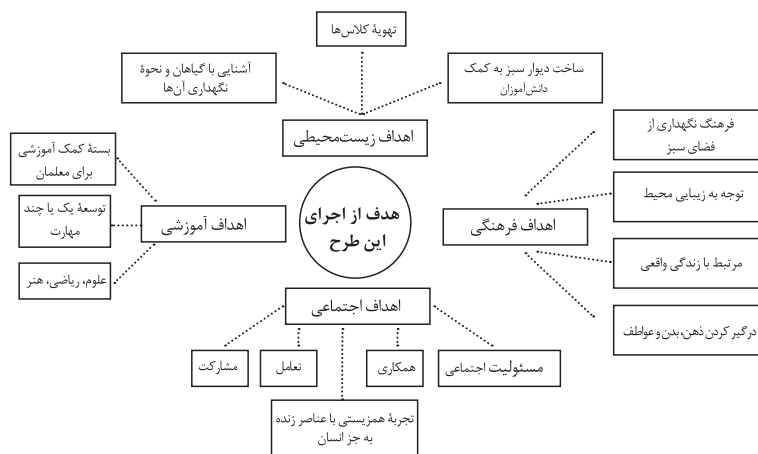 تهویهٔ کلاس‌ها
ساخت دیوار سبز به کمک
دانش‌آموزان
آشنایی با گیاهان و نحوهٔ
نگهداری آن‌ها
اهداف زیست‌محیطی
هدف از اجرای
این طرح
اهداف فرهنگی
فرهنگ نگهداری از
فضای سبز
توجه به زیبایی محیط
مرتبط با زندگی واقعی
درگیر کردن ذهن، بدن و عواطف
اهداف آموزشی
بستهٔ کمک آموزشی
برای معلمان
توسعهٔ یک یا چند
مهارت
علوم، ریاضی، هنر
اهداف اجتماعی
مسئولیت اجتماعی
همکاری
تعامل
مشارکت
تجربهٔ همزیستی با عناصر زنده
به جز انسان